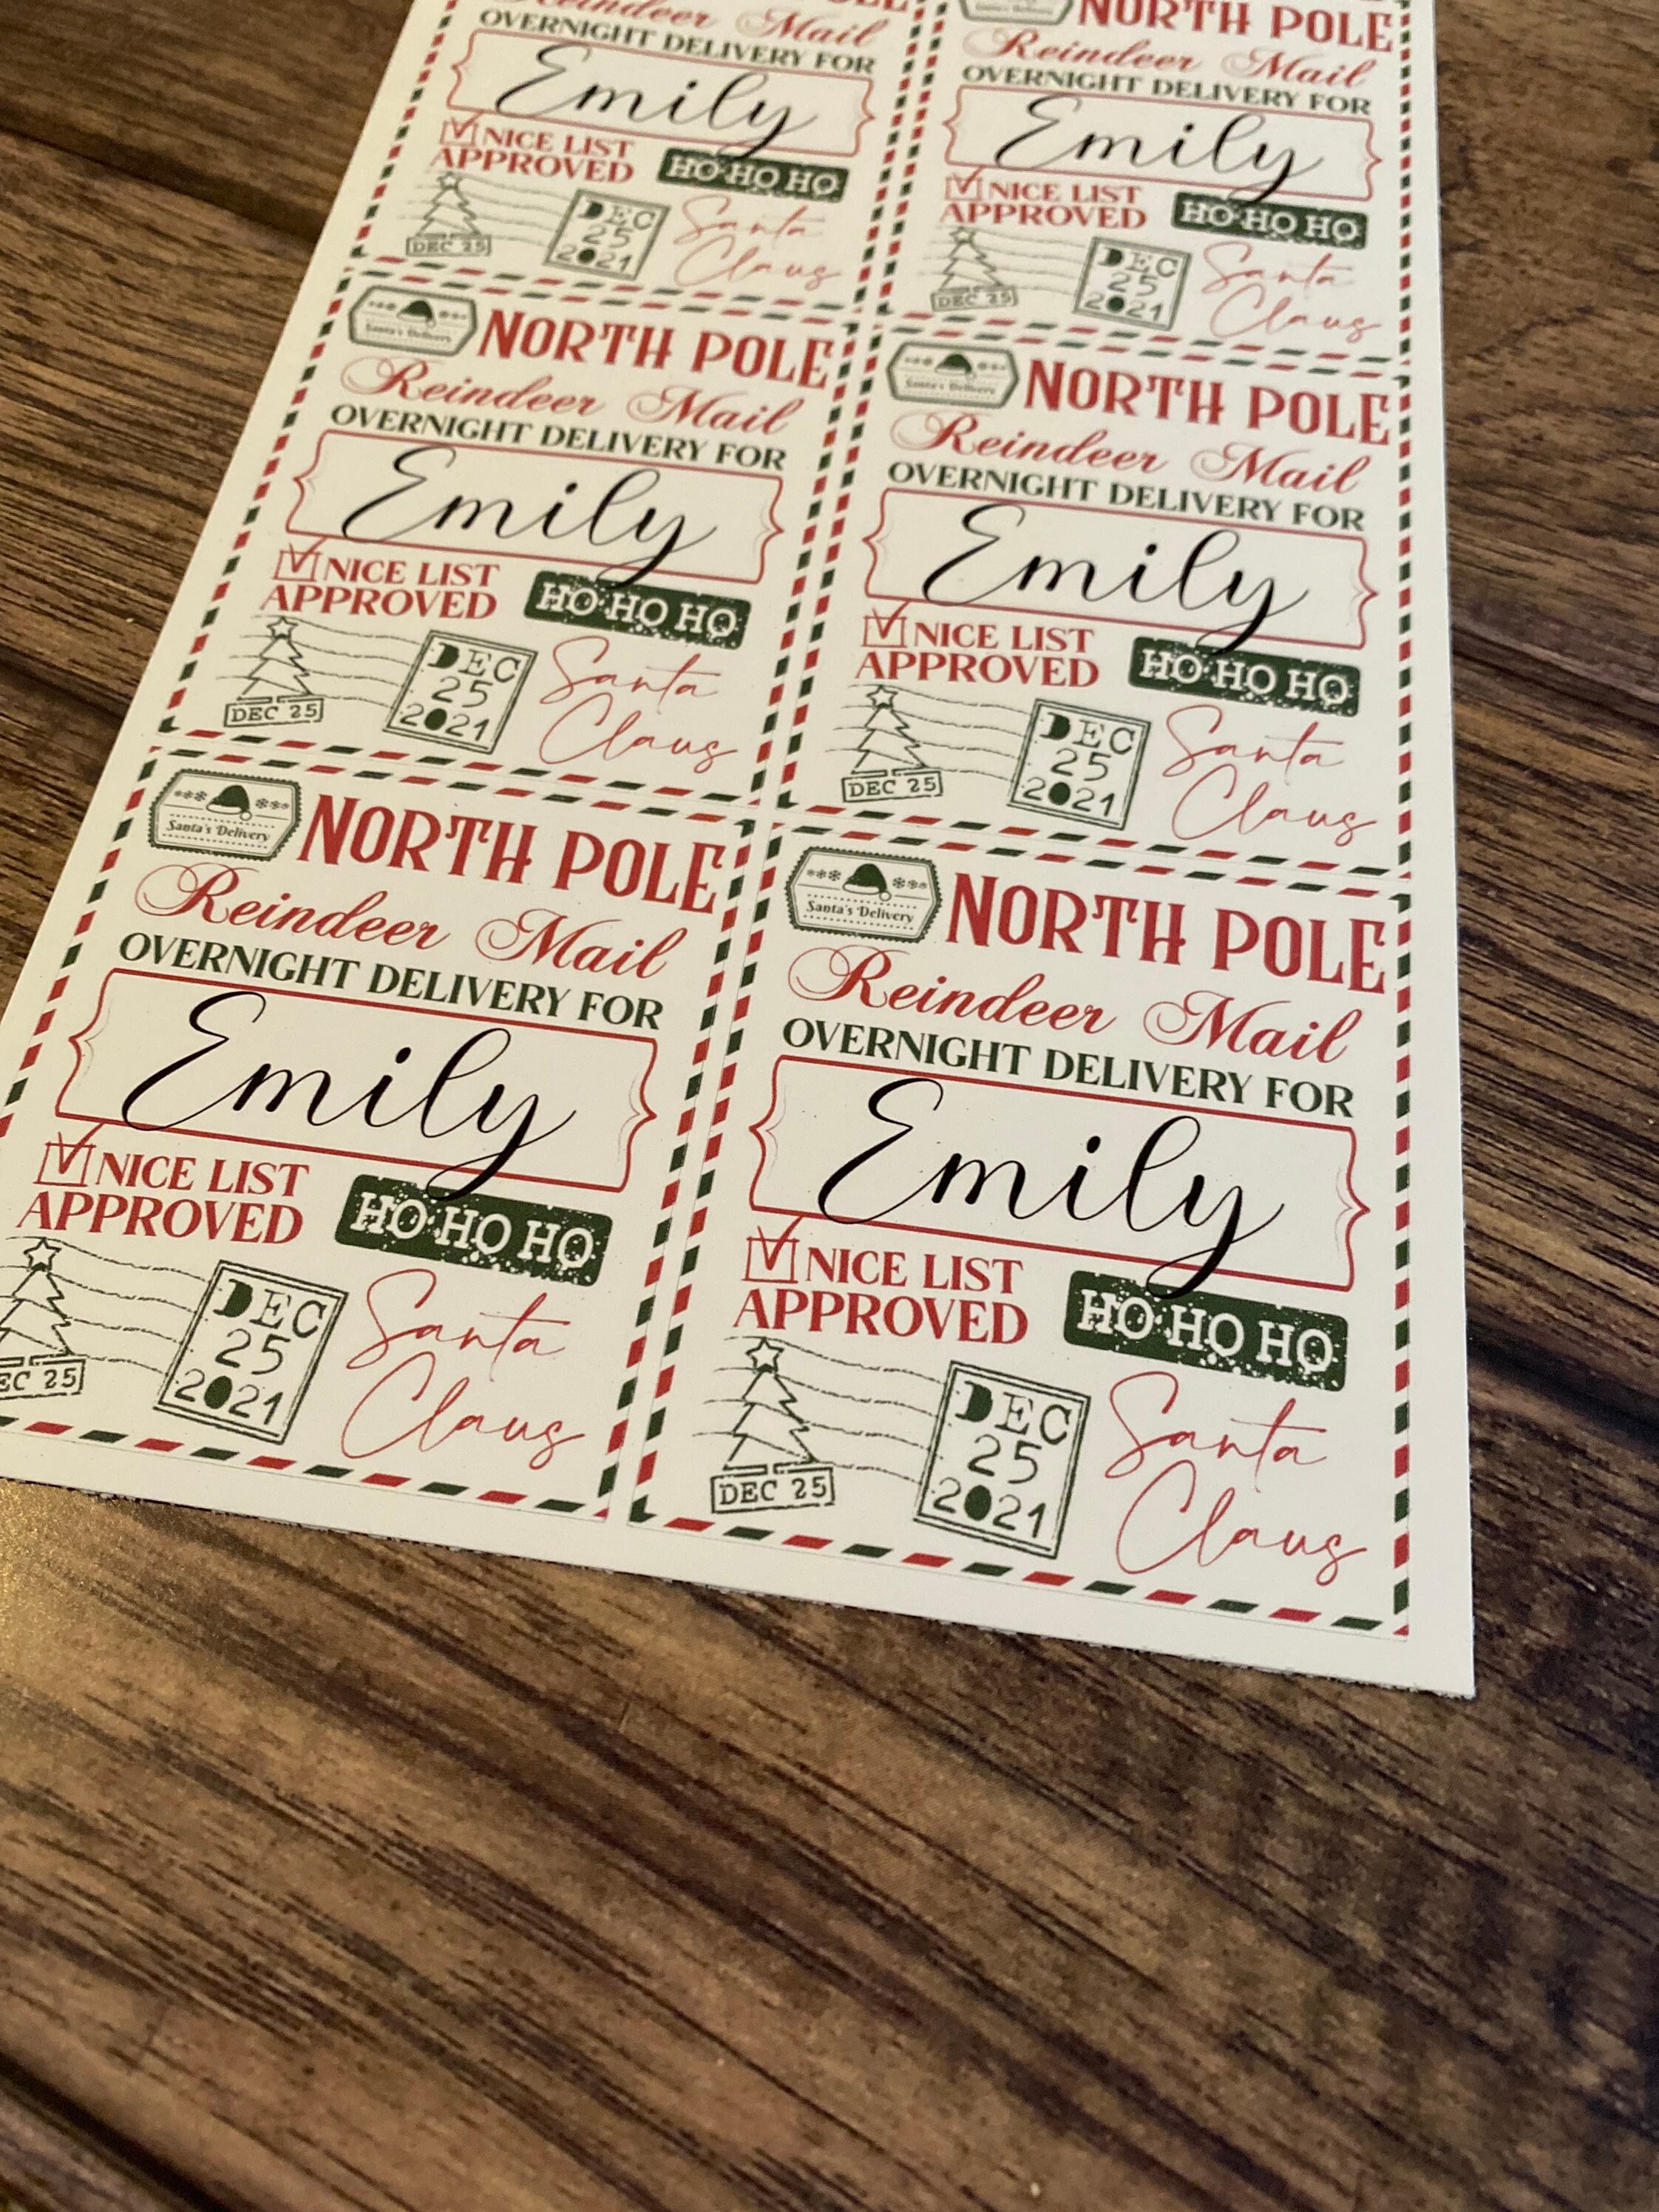 Reindeer Mail
OVERNIGHT DELIVERY FOR
Emily
NICE LIST
APPROVED
HO HO HO
DEC 25
DEC
25
2021
Santa
Claus
NORTH POLE
Reindeer Mail
OVERNIGHT DELIVERY FOR
Emily
NICE LIST
APPROVED
HO HO HO
DEC 25
DEC
25
2021
Santa
Claus
Santa's Delivery
NORTH POLE
Reindeer Mail
OVERNIGHT DELIVERY FOR
Emily
NICE LIST
APPROVED
HO HO HO
DEC 25
DEC
25
2021
Santa
Claus
Santa's Delivery
NORTH POLE
Reindeer Mail
OVERNIGHT DELIVERY FOR
Emily
NICE LIST
APPROVED
HO HO HO
DEC 25
DEC
25
2021
Santa
Claus
Santa's Delivery
NORTH POLE
Reindeer Mail
OVERNIGHT DELIVERY FOR
Emily
NICE LIST
APPROVED
HO HO HO
EC 25
DEC
25
2021
Santa
Claus
Santa's Delivery
NORTH POLE
Reindeer Mail
OVERNIGHT DELIVERY FOR
Emily
NICE LIST
APPROVED
HO HO HO
DEC 25
DEC
25
2021
Santa
Claus